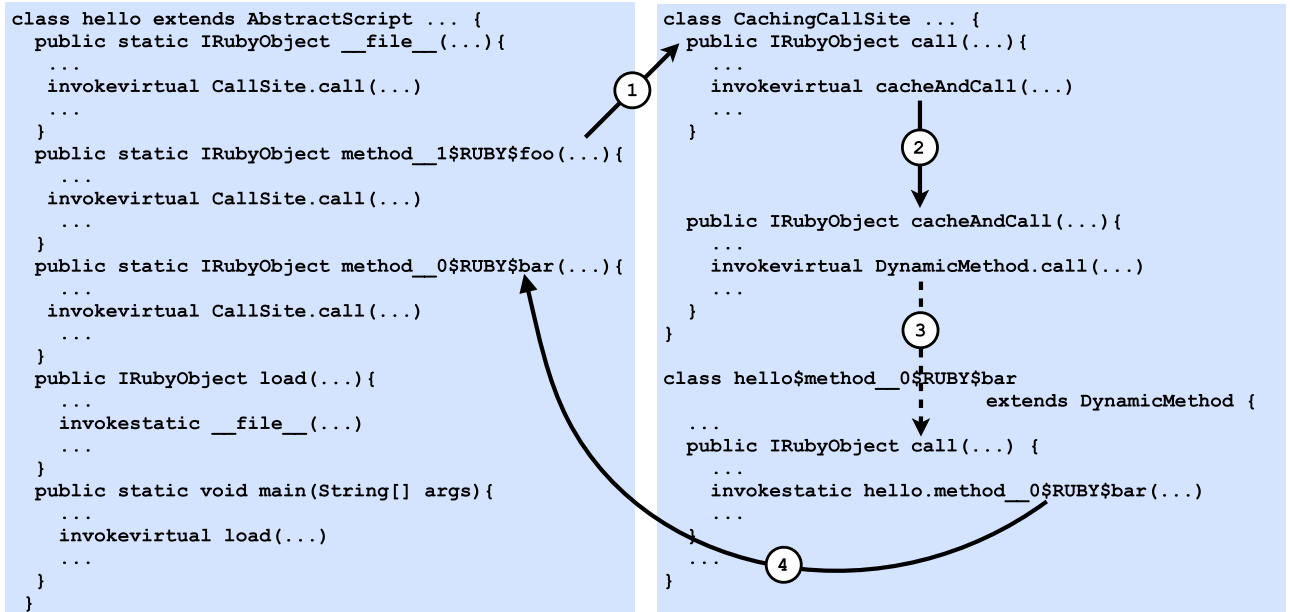 class hello extends AbstractScript ... {
public static IRubyObject __file__(...){
...
invokevirtual CallSite.call(...)
...
}
public static IRubyObject method__1$RUBY$foo(...){
...
invokevirtual CallSite.call(...)
...
}
public static IRubyObject method__0$RUBY$bar(...){
...
invokevirtual CallSite.call(...)
...
}
public IRubyObject load(...){
...
invokestatic __file__(...)
...
}
public static void main(String[] args){
...
invokevirtual load(...)
...
}
}
1
class CachingCallSite ... {
public IRubyObject call(...){
...
invokevirtual cacheAndCall(...)
...
}
2
public IRubyObject cacheAndCall(...){
...
invokevirtual DynamicMethod.call(...)
...
}
}
3
class hello$method__0$RUBY$bar
extends DynamicMethod {
...
public IRubyObject call(...) {
...
invokestatic hello.method__0$RUBY$bar(...)
...
}
...
}
4